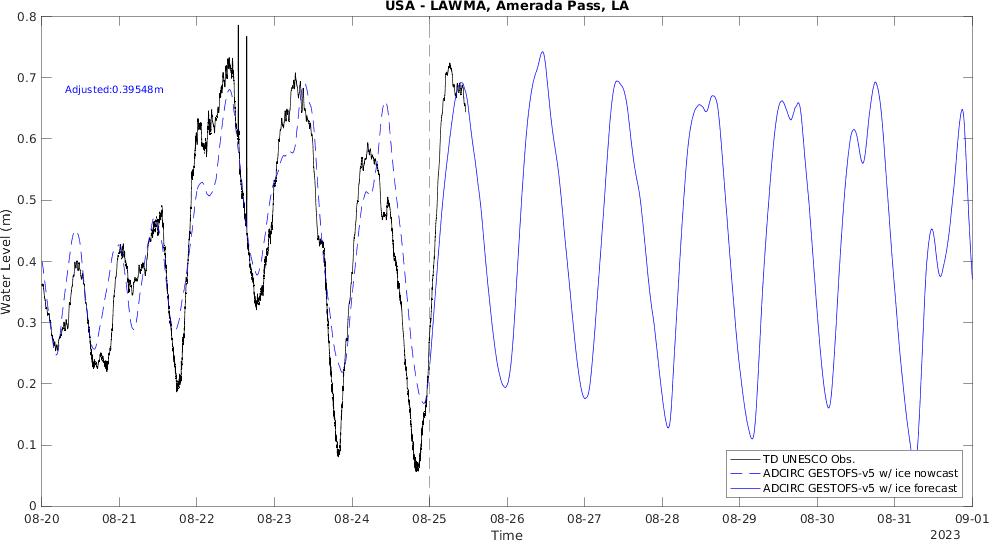 USA - LAWMA, Amerada Pass, LA
0.8
0.7
Adjusted:0.39548m
0.6
0.5
0.4
0.3
0.2
0.1
0
Water Level (m)
TD UNESCO Obs.
ADCIRC GESTOFS-v5 w/ ice nowcast
ADCIRC GESTOFS-v5 w/ ice forecast
08-20 08-21 08-22 08-23 08-24 08-25 08-26 08-27 08-28 08-29 08-30 08-31 09-01
Time
2023